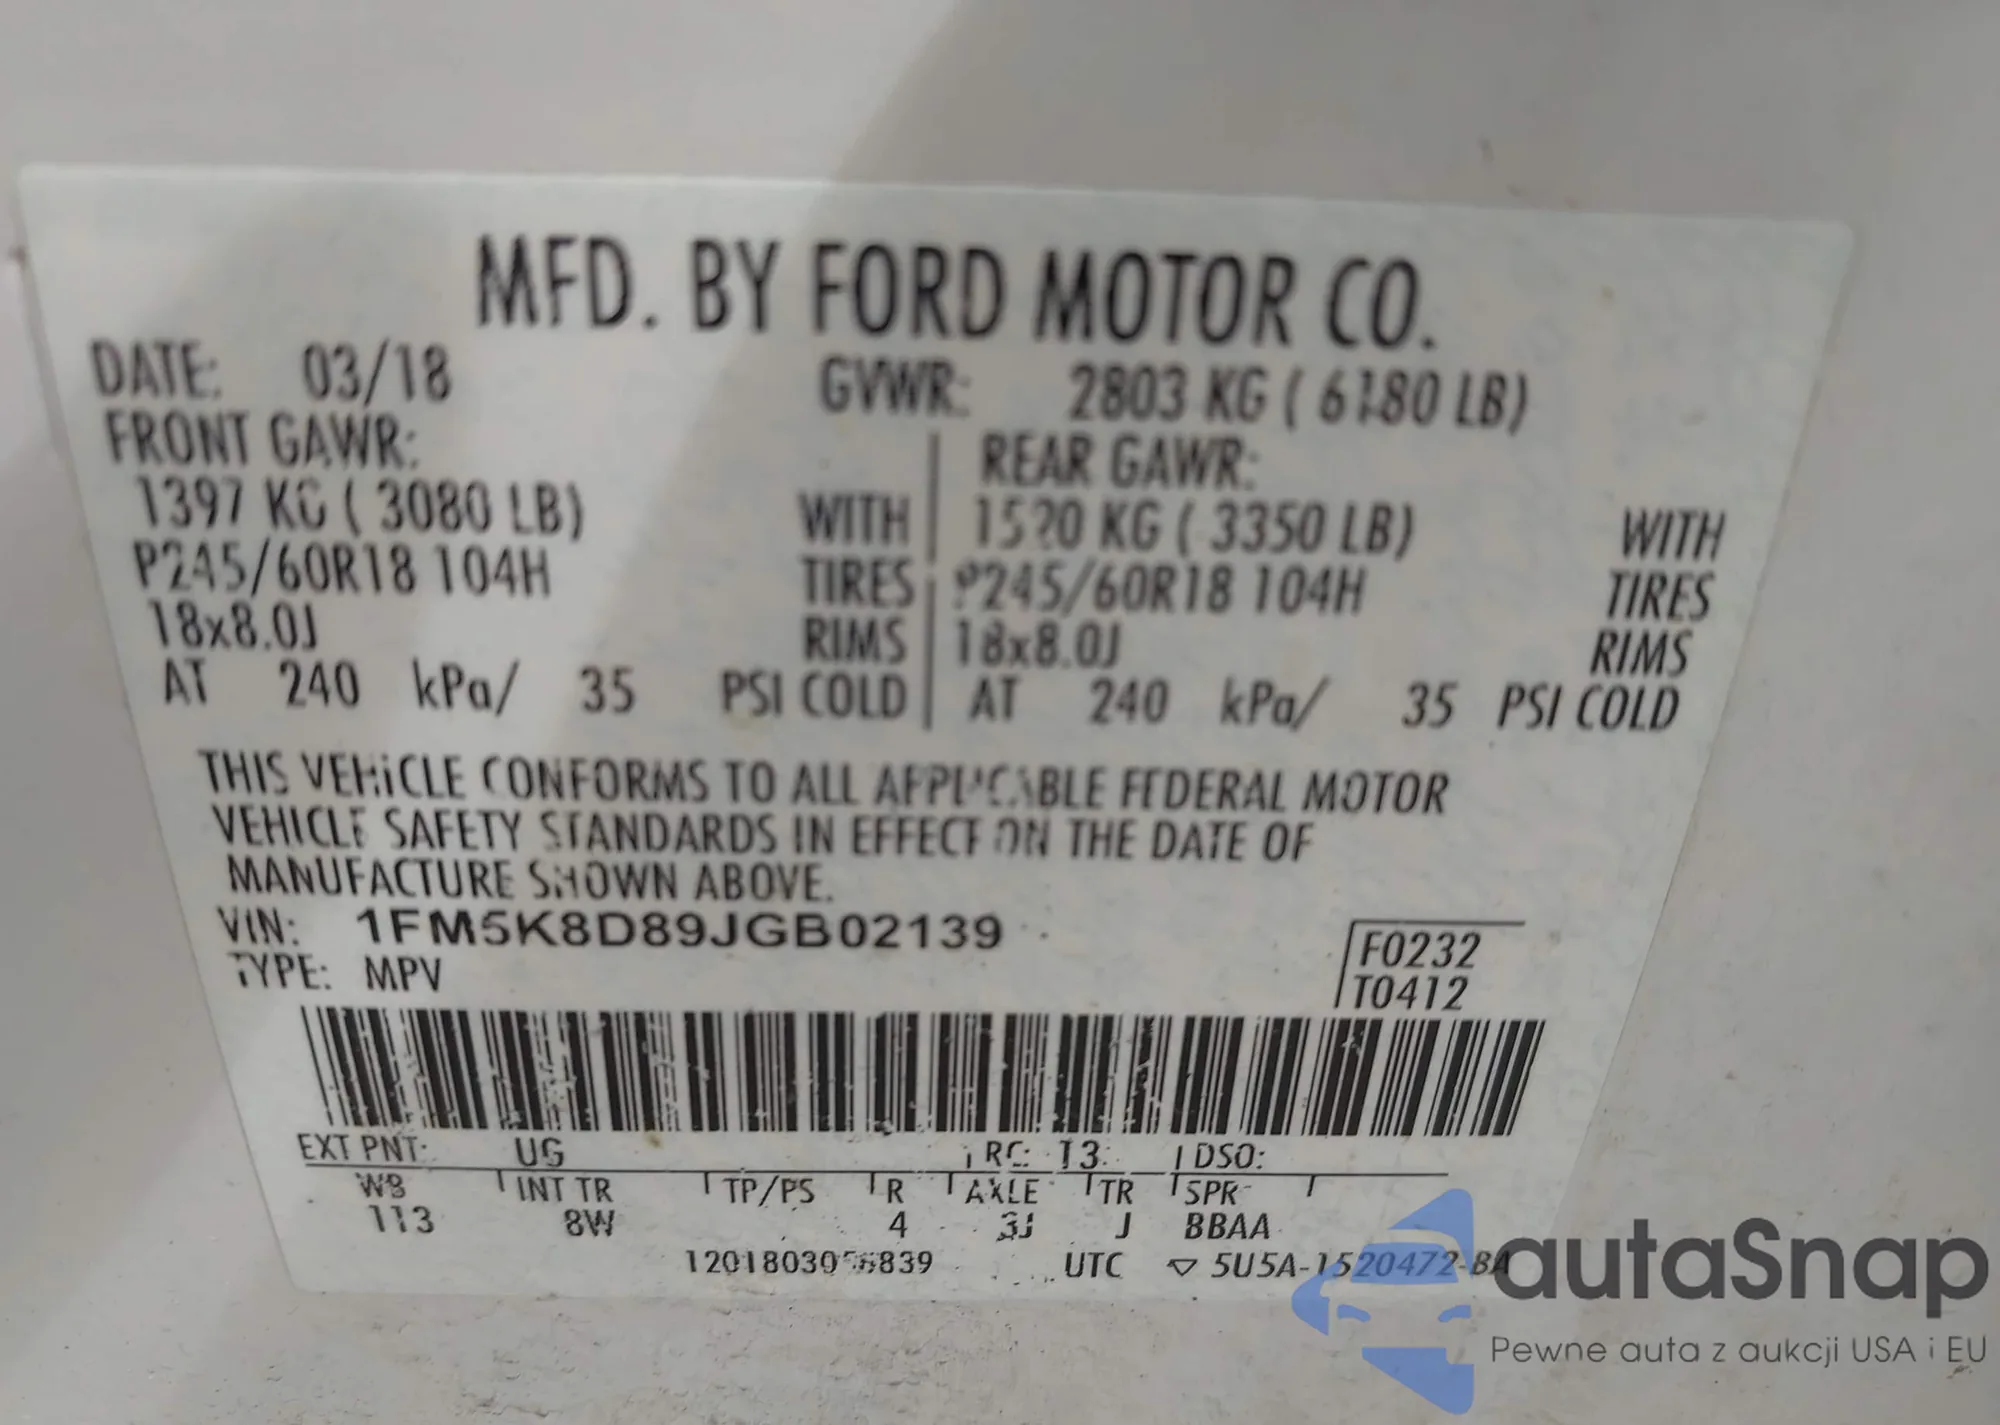 MFD. BY FORD MOTOR CO.
DATE: 03/18 GVWR: 2803 KG ( 6180 LB)
FRONT GAWR: REAR GAWR:
1397 KG ( 3080 LB) WITH 1520 KG ( 3350 LB) WITH
P245/60R18 104H TIRES P245/60R18 104H TIRES
18x8.0J RIMS 18x8.0J RIMS
AT 240 kPa/ 35 PSI COLD AT 240 kPa/ 35 PSI COLD
THIS VEHICLE CONFORMS TO ALL APPLICABLE FEDERAL MOTOR
VEHICLE SAFETY STANDARDS IN EFFECT ON THE DATE OF
MANUFACTURE SHOWN ABOVE.
VIN: 1FM5K8D89JGB02139
TYPE: MPV
F0232
T0412
EXT PNT: UG RC: 13 DSO:
WB INT TR TP/PS R AXLE TR SPR
113 8W 4 3J J BBAA
UTC ▽ 5U5A-1520472-BA
autaSnap
Pewne auta z aukcji USA i EU